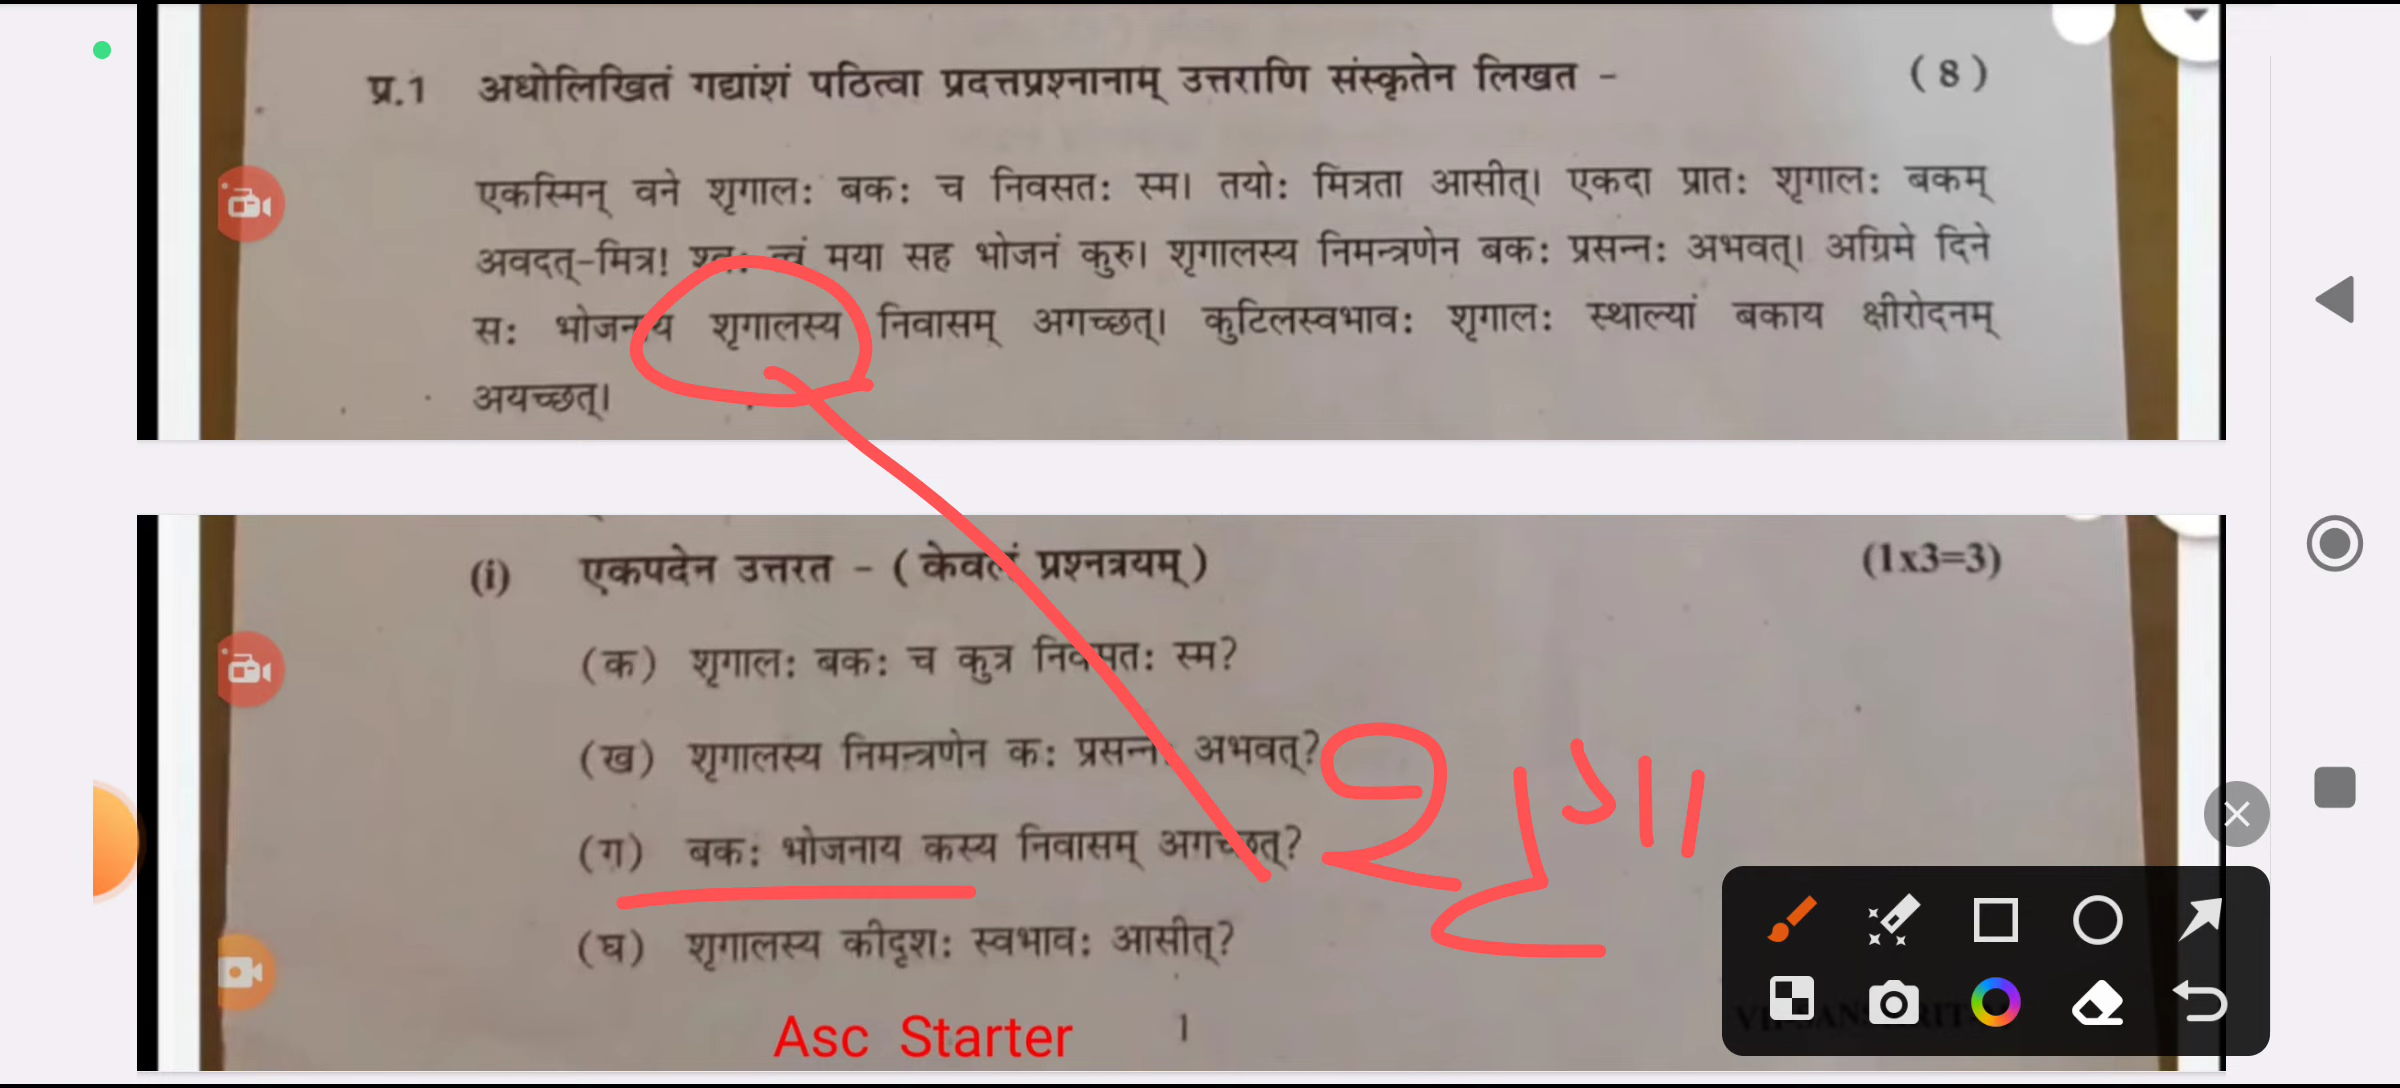 प्र.1 अधोलिखितं गद्यांशं पठित्वा प्रदत्तप्रश्नानाम् उत्तराणि संस्कृतेन लिखत - (8)
एकस्मिन् वने शृगालः बकः च निवसतः स्म। तयोः मित्रता आसीत्। एकदा प्रातः शृगालः बकम्
अवदत्-मित्र! श्वः त्वं मया सह भोजनं कुरु। शृगालस्य निमन्त्रणेन बकः प्रसन्नः अभवत्। अग्रिमे दिने
सः भोजनाय शृगालस्य निवासम् अगच्छत्। कुटिलस्वभावः शृगालः स्थाल्यां बकाय क्षीरोदनम्
अयच्छत्।
(i) एकपदेन उत्तरत - (केवलं प्रश्नत्रयम्) (1x3=3)
(क) शृगालः बकः च कुत्र निवसतः स्म?
(ख) शृगालस्य निमन्त्रणेन कः प्रसन्नः अभवत्?
(ग) बकः भोजनाय कस्य निवासम् अगच्छत्?
(घ) शृगालस्य कीदृशः स्वभावः आसीत्?
Asc Starter 1